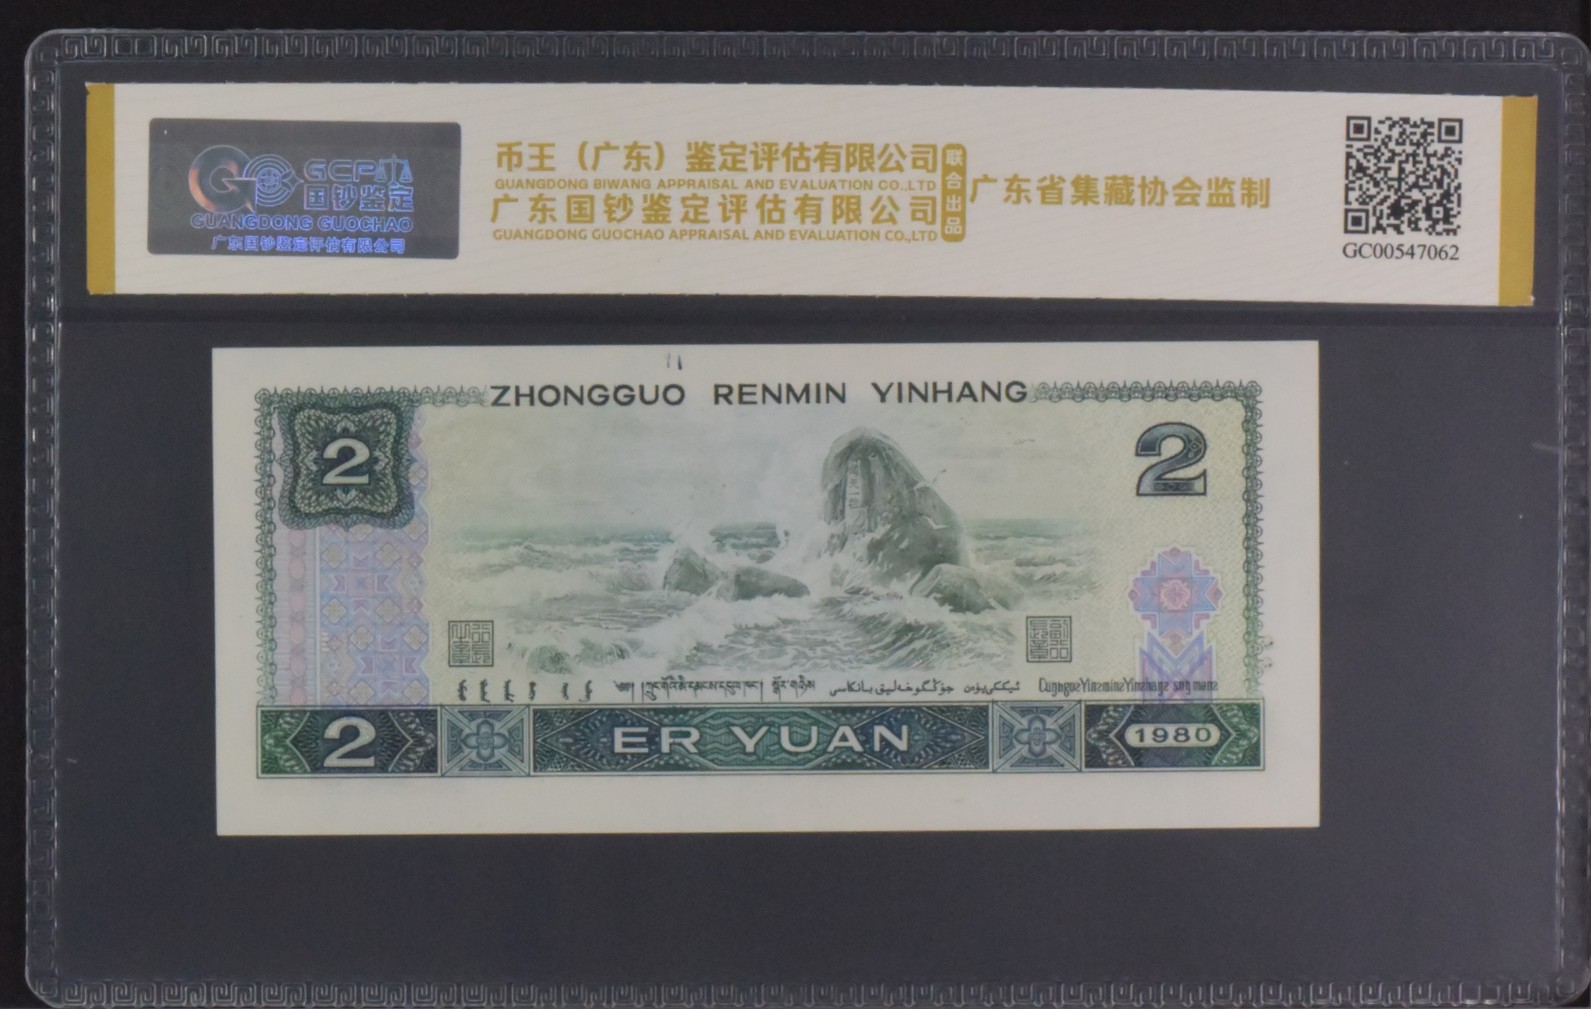 GCP
国钞鉴定
GUANGDONG GUOCHAO
广东国钞鉴定评估有限公司
币王（广东）鉴定评估有限公司
GUANGDONG BIWANG APPRAISAL AND EVALUATION CO.,LTD
广东国钞鉴定评估有限公司
GUANGDONG GUOCHAO APPRAISAL AND EVALUATION CO.,LTD
联合出品
广东省集藏协会监制
GC00547062
ZHONGGUO RENMIN YINHANG
2
2
2
ER YUAN
1980